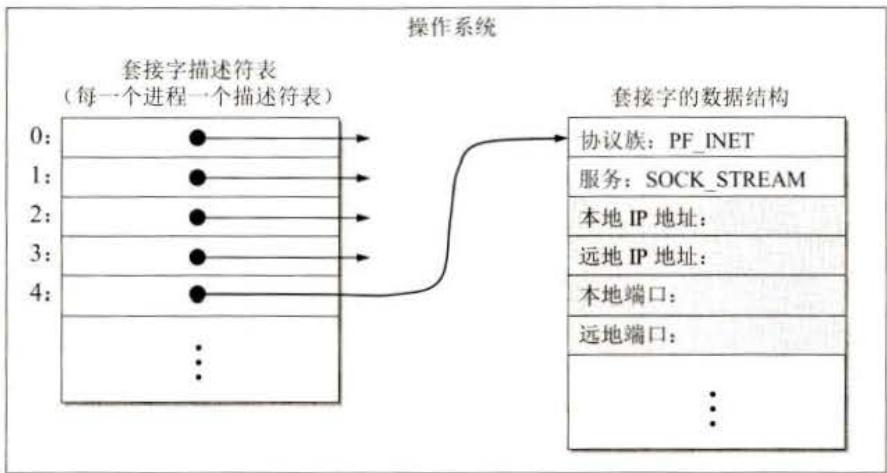 操作系统
套接字描述符表
（每一个进程一个描述符表）
0：
1：
2：
3：
4：
套接字的数据结构
协议族：PF_INET
服务：SOCK_STREAM
本地 IP 地址：
远地 IP 地址：
本地端口：
远地端口：